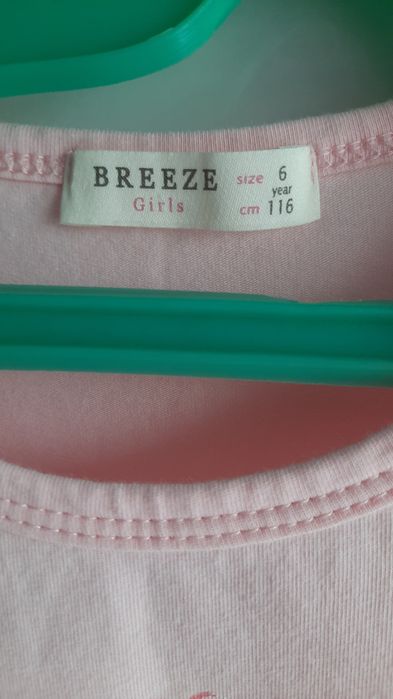 BREEZE
Girls
size 6
year
cm 116